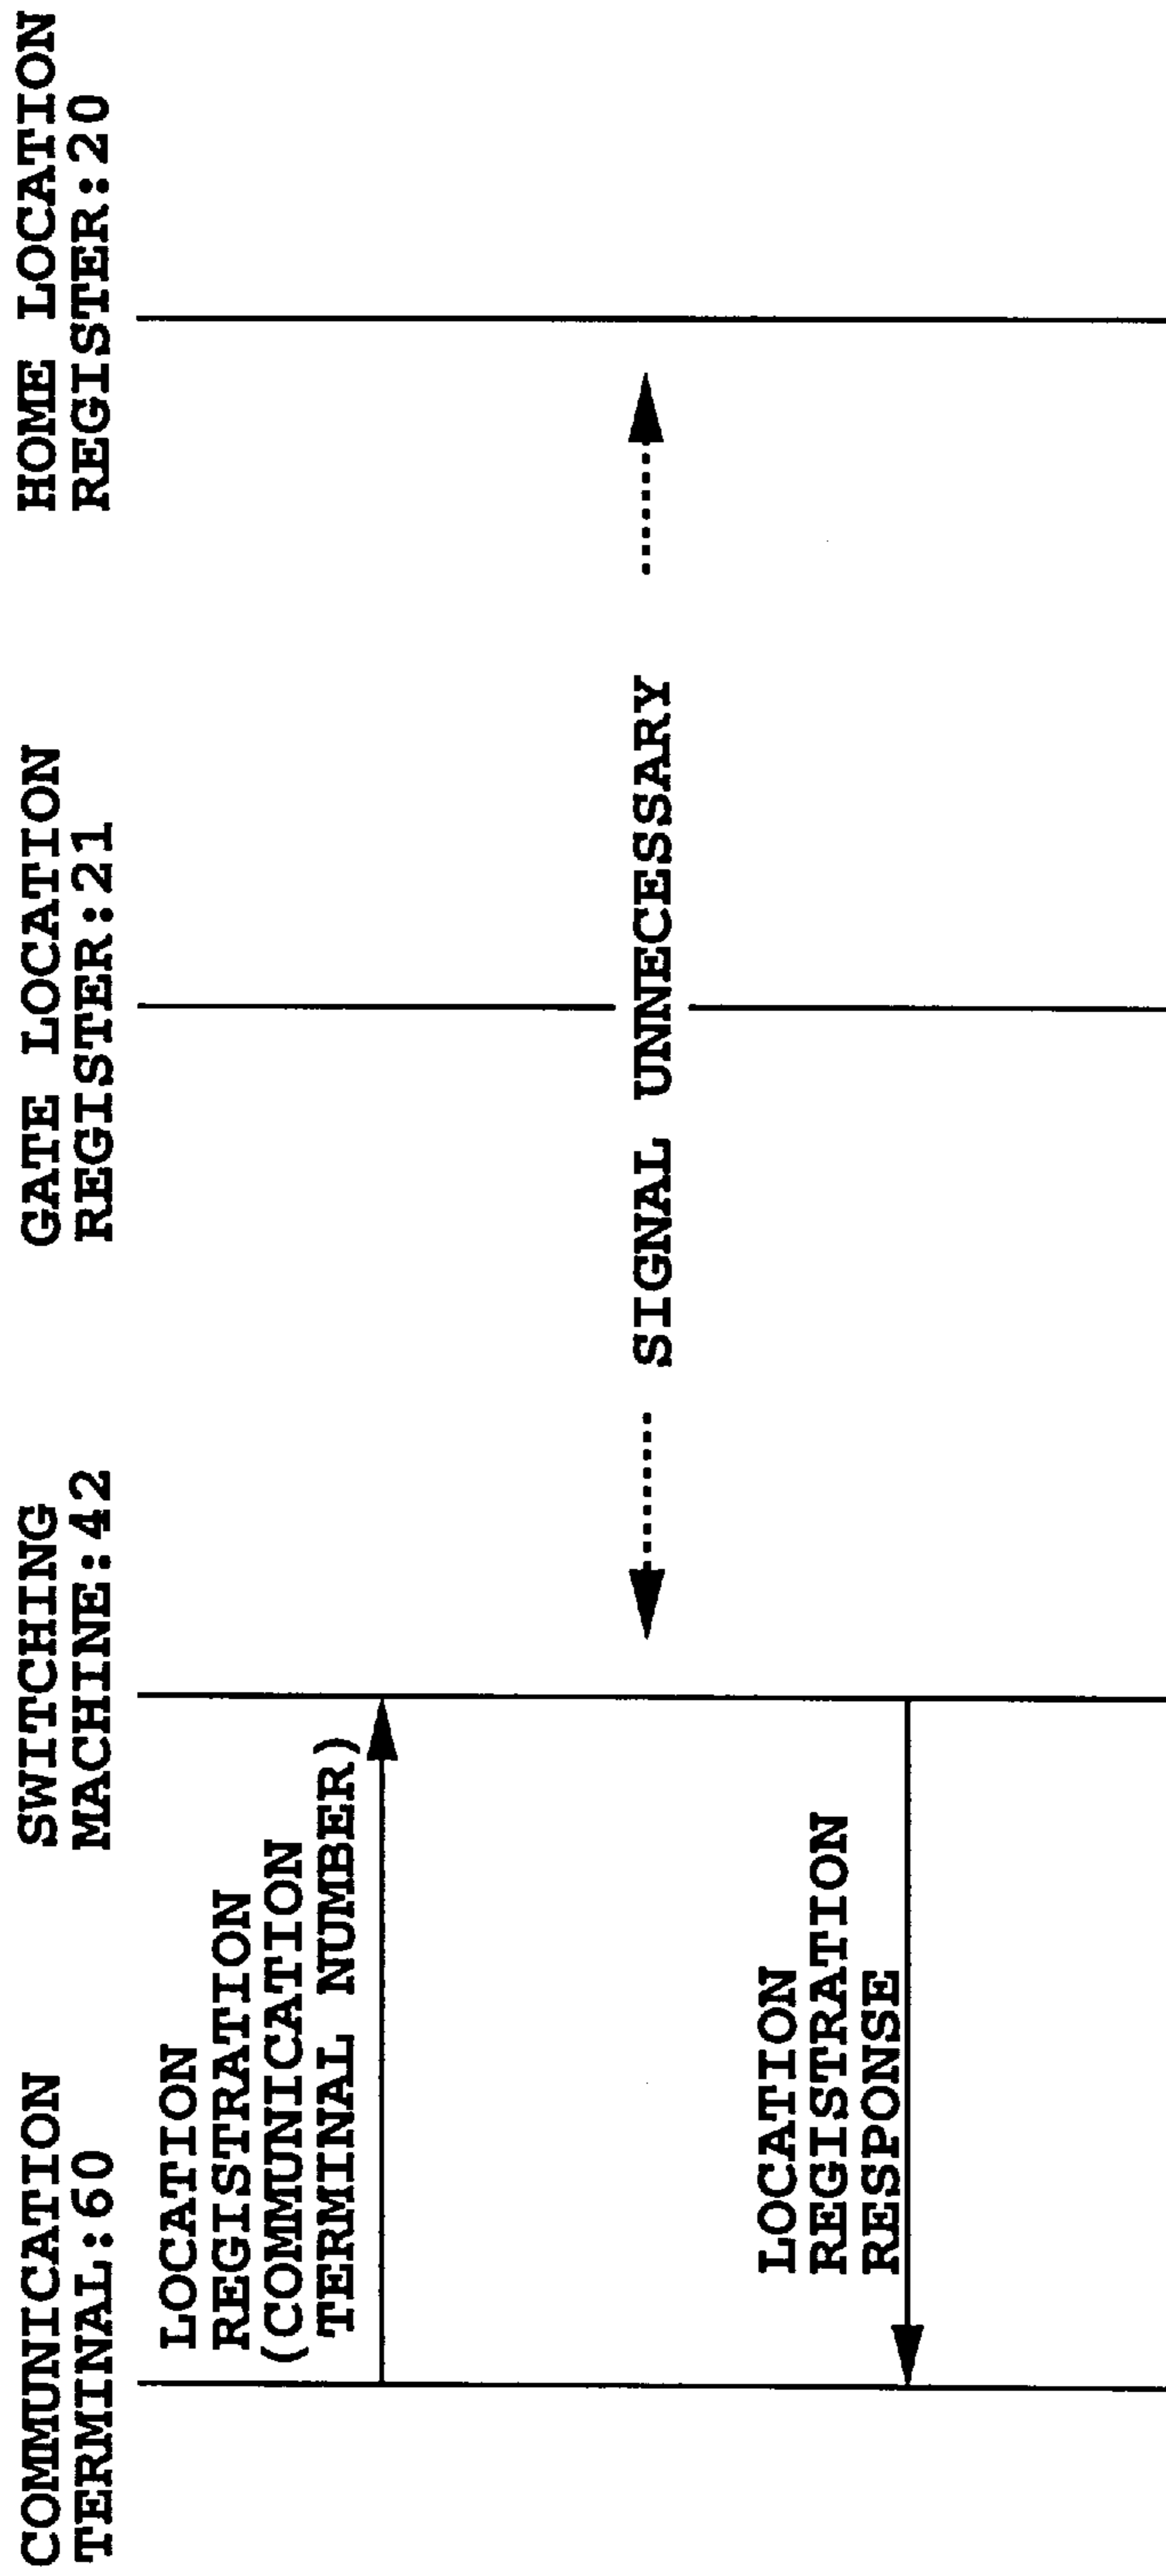 COMMUNICATION
TERMINAL:60
SWITCHING
MACHINE:42
GATE LOCATION
REGISTER:21
HOME LOCATION
REGISTER:20
LOCATION
REGISTRATION
(COMMUNICATION
TERMINAL NUMBER)
SIGNAL UNNECESSARY
LOCATION
REGISTRATION
RESPONSE